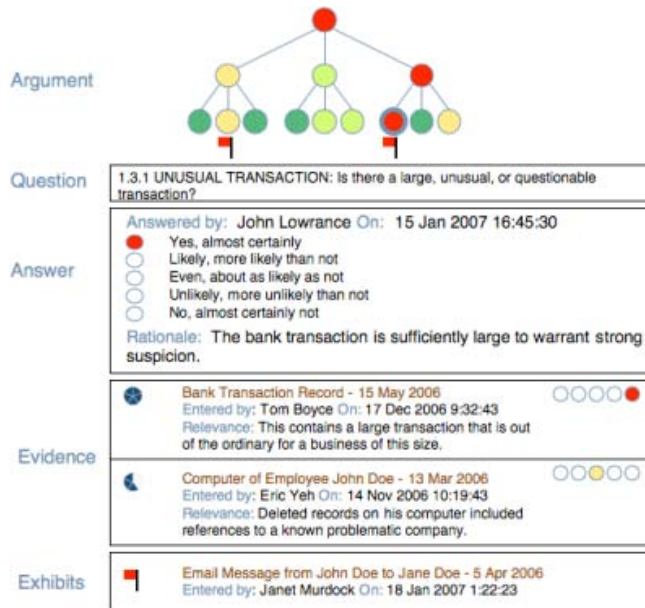 Argument
Question
1.3.1 UNUSUAL TRANSACTION: Is there a large, unusual, or questionable
transaction?
Answer
Answered by: John Lowrance On: 15 Jan 2007 16:45:30
Yes, almost certainly
Likely, more likely than not
Even, about as likely as not
Unlikely, more unlikely than not
No, almost certainly not
Rationale: The bank transaction is sufficiently large to warrant strong
suspicion.
Evidence
Bank Transaction Record - 15 May 2006
Entered by: Tom Boyce On: 17 Dec 2006 9:32:43
Relevance: This contains a large transaction that is out
of the ordinary for a business of this size.
Computer of Employee John Doe - 13 Mar 2006
Entered by: Eric Yeh On: 14 Nov 2006 10:19:43
Relevance: Deleted records on his computer included
references to a known problematic company.
Exhibits
Email Message from John Doe to Jane Doe - 5 Apr 2006
Entered by: Janet Murdock On: 18 Jan 2007 1:22:23